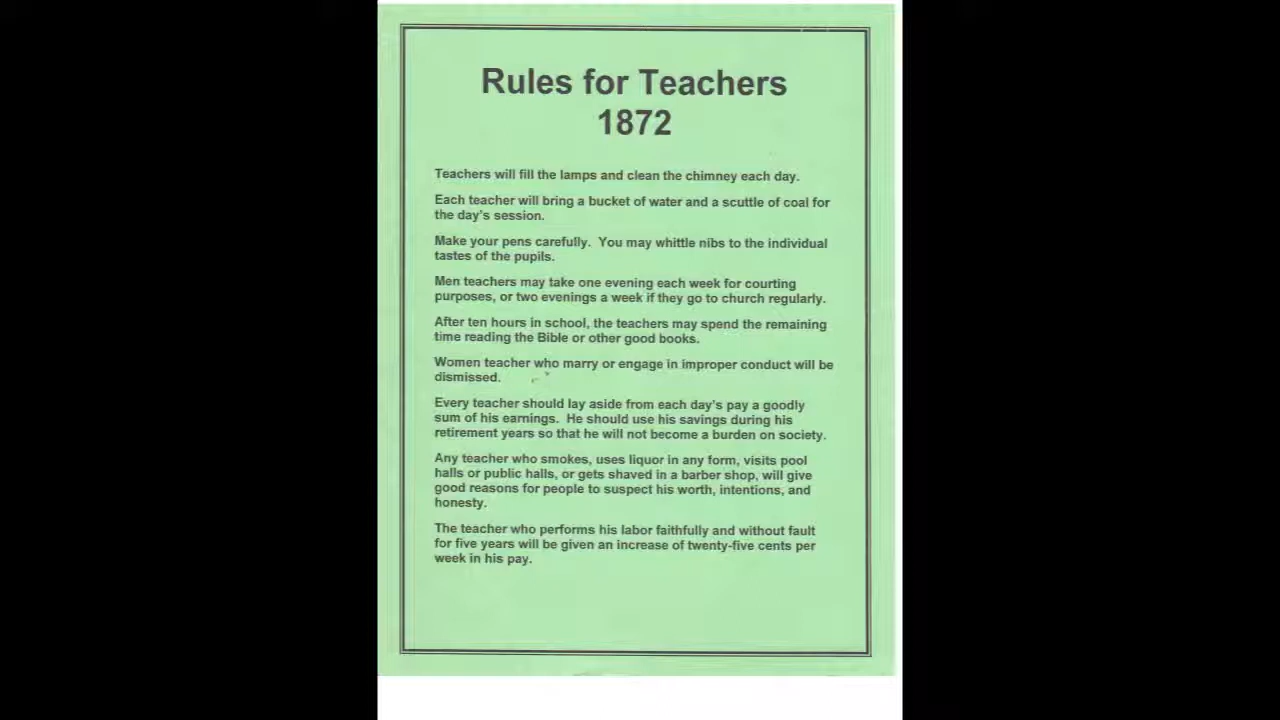 Rules for Teachers
1872
Teachers will fill the lamps and clean the chimney each day.
Each teacher will bring a bucket of water and a scuttle of coal for
the day's session.
Make your pens carefully.  You may whittle nibs to the individual
tastes of the pupils.
Men teachers may take one evening each week for courting
purposes, or two evenings a week if they go to church regularly.
After ten hours in school, the teachers may spend the remaining
time reading the Bible or other good books.
Women teacher who marry or engage in improper conduct will be
dismissed.
Every teacher should lay aside from each day's pay a goodly
sum of his earnings.  He should use his savings during his
retirement years so that he will not become a burden on society.
Any teacher who smokes, uses liquor in any form, visits pool
halls or public halls, or gets shaved in a barber shop, will give
good reasons for people to suspect his worth, intentions, and
honesty.
The teacher who performs his labor faithfully and without fault
for five years will be given an increase of twenty-five cents per
week in his pay.